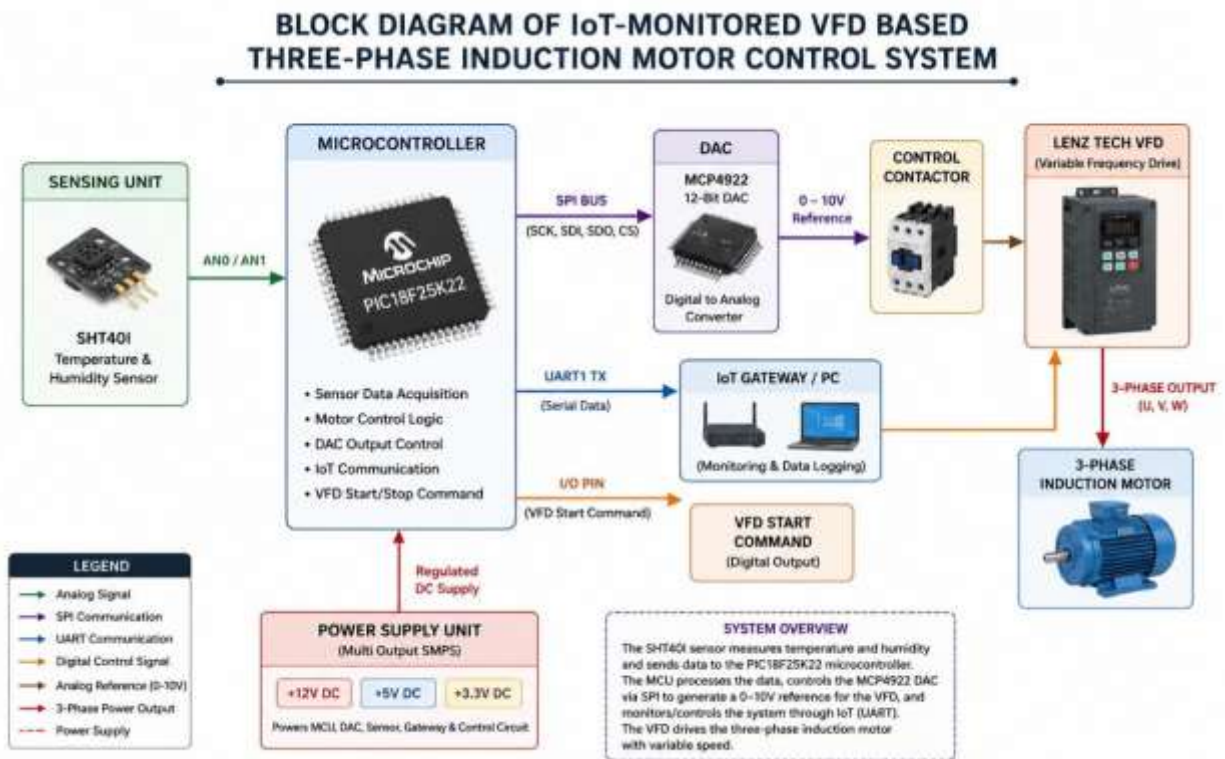 BLOCK DIAGRAM OF IoT-MONITORED VFD BASED
THREE-PHASE INDUCTION MOTOR CONTROL SYSTEM
SENSING UNIT
SHT40I
Temperature &
Humidity Sensor
AN0 / AN1
MICROCONTROLLER
MICROCHIP
PIC18F25K22
• Sensor Data Acquisition
• Motor Control Logic
• DAC Output Control
• IoT Communication
• VFD Start/Stop Command
SPI BUS
(SCK, SDI, SDO, CS)
DAC
MCP4922
12-Bit DAC
Digital to Analog
Converter
0 – 10V
Reference
CONTROL
CONTACTOR
LENZ TECH VFD
(Variable Frequency Drive)
UART1 TX
(Serial Data)
IoT GATEWAY / PC
(Monitoring & Data Logging)
3-PHASE OUTPUT
(U, V, W)
3-PHASE
INDUCTION MOTOR
I/O PIN
(VFD Start Command)
VFD START
COMMAND
(Digital Output)
LEGEND
Analog Signal
SPI Communication
UART Communication
Digital Control Signal
Analog Reference (0-10V)
3-Phase Power Output
Power Supply
Regulated
DC Supply
POWER SUPPLY UNIT
(Multi Output SMPS)
+12V DC
+5V DC
+3.3V DC
Powers MCU, DAC, Sensor, Gateway & Control Circuit
SYSTEM OVERVIEW
The SHT40I sensor measures temperature and humidity
and sends data to the PIC18F25K22 microcontroller.
The MCU processes the data, controls the MCP4922 DAC
via SPI to generate a 0–10V reference for the VFD, and
monitors/controls the system through IoT (UART).
The VFD drives the three-phase induction motor
with variable speed.